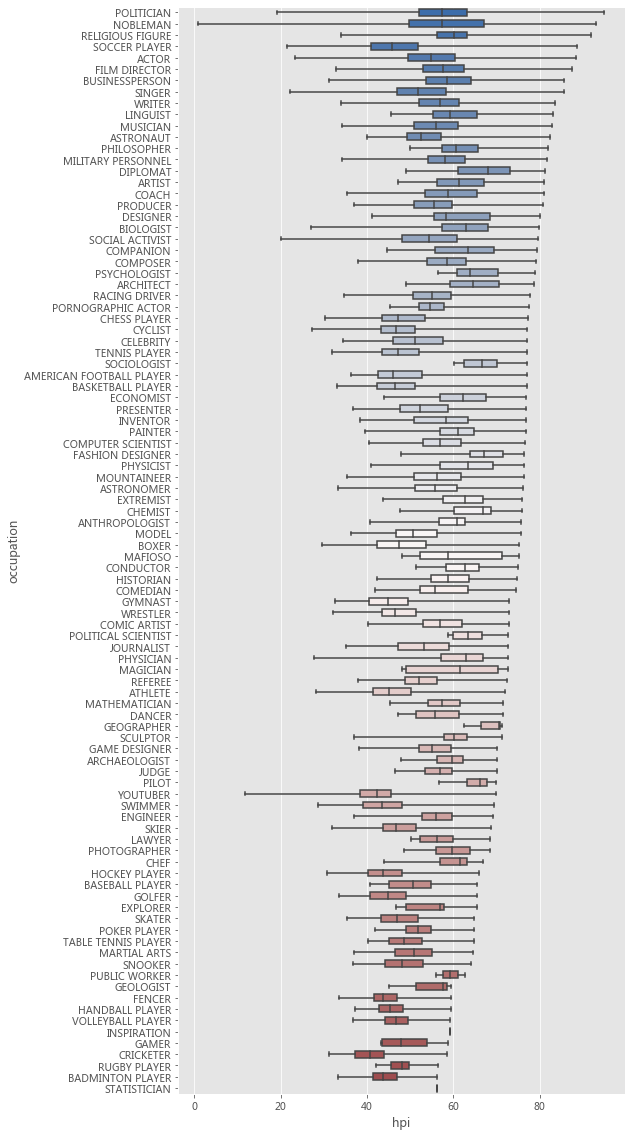 POLITICIAN
NOBLEMAN
RELIGIOUS FIGURE
SOCCER PLAYER
ACTOR
FILM DIRECTOR
BUSINESSPERSON
SINGER
WRITER
LINGUIST
MUSICIAN
ASTRONAUT
PHILOSOPHER
MILITARY PERSONNEL
DIPLOMAT
ARTIST
COACH
PRODUCER
DESIGNER
BIOLOGIST
SOCIAL ACTIVIST
COMPANION
COMPOSER
PSYCHOLOGIST
ARCHITECT
RACING DRIVER
PORNOGRAPHIC ACTOR
CHESS PLAYER
CYCLIST
CELEBRITY
TENNIS PLAYER
SOCIOLOGIST
AMERICAN FOOTBALL PLAYER
BASKETBALL PLAYER
ECONOMIST
PRESENTER
INVENTOR
PAINTER
COMPUTER SCIENTIST
FASHION DESIGNER
PHYSICIST
MOUNTAINEER
ASTRONOMER
EXTREMIST
CHEMIST
ANTHROPOLOGIST
MODEL
BOXER
MAFIOSO
CONDUCTOR
HISTORIAN
COMEDIAN
GYMNAST
WRESTLER
COMIC ARTIST
POLITICAL SCIENTIST
JOURNALIST
PHYSICIAN
MAGICIAN
REFEREE
ATHLETE
MATHEMATICIAN
DANCER
GEOGRAPHER
SCULPTOR
GAME DESIGNER
ARCHAEOLOGIST
JUDGE
PILOT
YOUTUBER
SWIMMER
ENGINEER
SKIER
LAWYER
PHOTOGRAPHER
CHEF
HOCKEY PLAYER
BASEBALL PLAYER
GOLFER
EXPLORER
SKATER
POKER PLAYER
TABLE TENNIS PLAYER
MARTIAL ARTS
SNOOKER
PUBLIC WORKER
GEOLOGIST
FENCER
HANDBALL PLAYER
VOLLEYBALL PLAYER
INSPIRATION
GAMER
CRICKETER
RUGBY PLAYER
BADMINTON PLAYER
STATISTICIAN
occupation
0 20 40 60 80
hpi